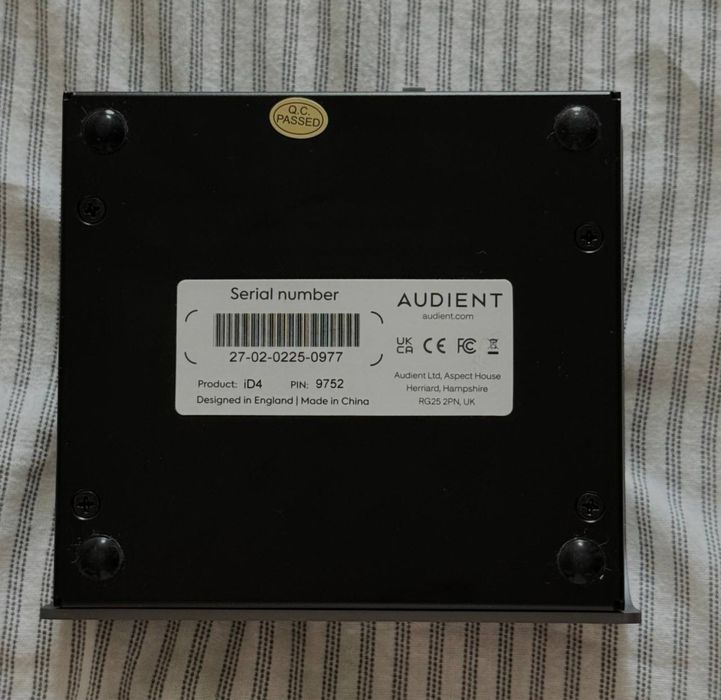 Q.C.
PASSED
Serial number
27-02-0225-0977
Product: iD4 PIN: 9752
Designed in England | Made in China
AUDIENT
audient.com
UK
CA CE FC
Audient Ltd, Aspect House
Herriard, Hampshire
RG25 2PN, UK